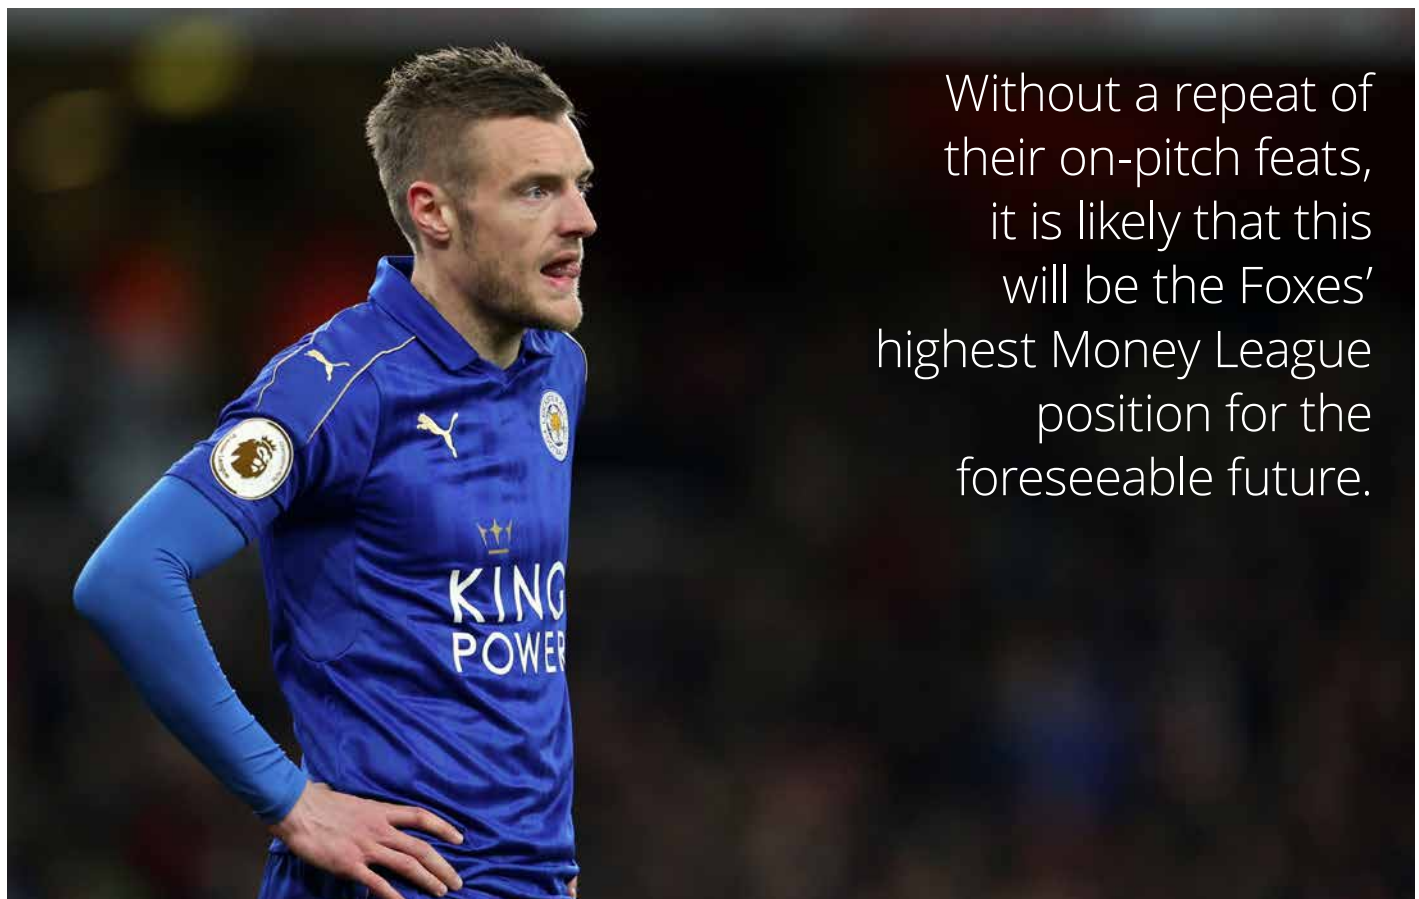 Without a repeat of
their on-pitch feats,
it is likely that this
will be the Foxes’
highest Money League
position for the
foreseeable future.
KING
POWER